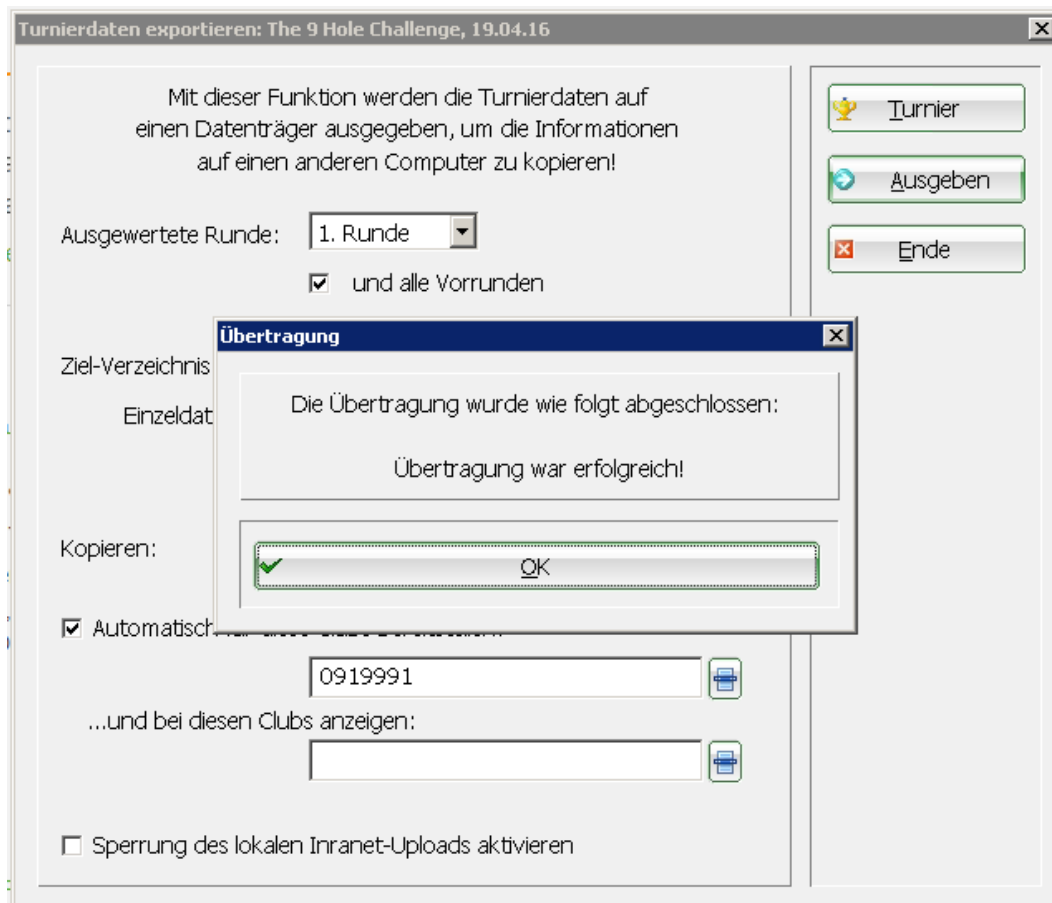 Turnierdaten exportieren: The 9 Hole Challenge, 19.04.16
Mit dieser Funktion werden die Turnierdaten auf
einen Datenträger ausgegeben, um die Informationen
auf einen anderen Computer zu kopieren!
Ausgewertete Runde:
1. Runde
und alle Vorrunden
Turnier
Ausgeben
Ende
Übertragung
Ziel-Verzeichnis
Die Übertragung wurde wie folgt abgeschlossen:
Einzeldat
Übertragung war erfolgreich!
Kopieren:
OK
Automatisch
0919991
...und bei diesen Clubs anzeigen:
Sperrung des lokalen Inranet-Uploads aktivieren